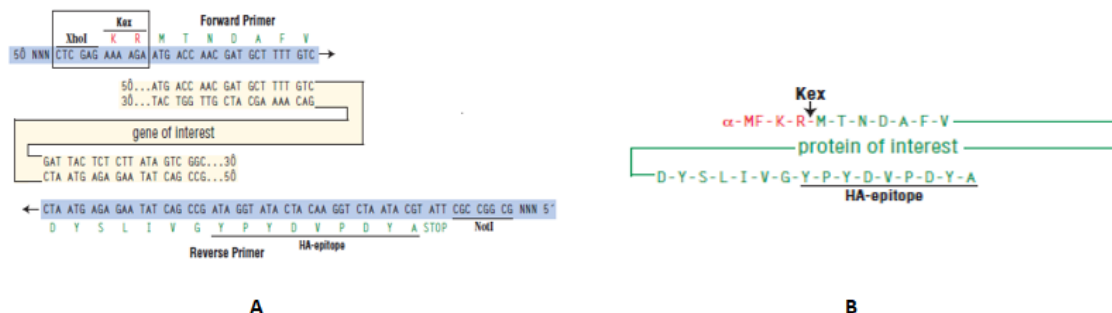 Kex
Forward Primer
XhoI K R M T N D A F V
5Ô NNN CTC GAG AAA AGA ATG ACC AAC GAT GCT TTT GTC
5Ô...ATG ACC AAC GAT GCT TTT GTC
3Ô...TAC TGG TTG CTA CGA AAA CAG
gene of interest
GAT TAC TCT CTT ATA GTC GGC...3Ô
CTA ATG AGA GAA TAT CAG CCG...5Ô
CTA ATG AGA GAA TAT CAG CCG ATA GGT ATA CTA CAA GGT CTA ATA CGT ATT CGC CGG CG NNN 5´
D Y S L I V G Y P Y D V P D Y A STOP NotI
HA-epitope
Reverse Primer
A
Kex
α-MF-K-R-M-T-N-D-A-F-V
protein of interest
D-Y-S-L-I-V-G-Y-P-Y-D-V-P-D-Y-A
HA-epitope
B